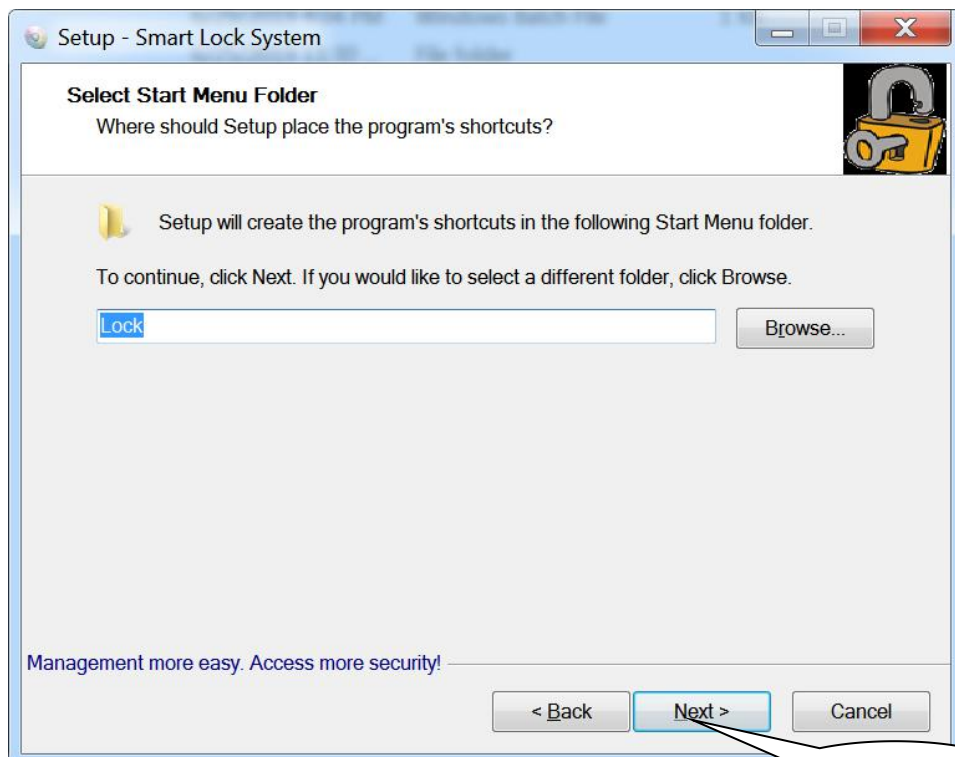 Setup - Smart Lock System
Select Start Menu Folder
Where should Setup place the program's shortcuts?
Setup will create the program's shortcuts in the following Start Menu folder.
To continue, click Next. If you would like to select a different folder, click Browse.
Lock
Browse...
Management more easy. Access more security!
< Back
Next >
Cancel